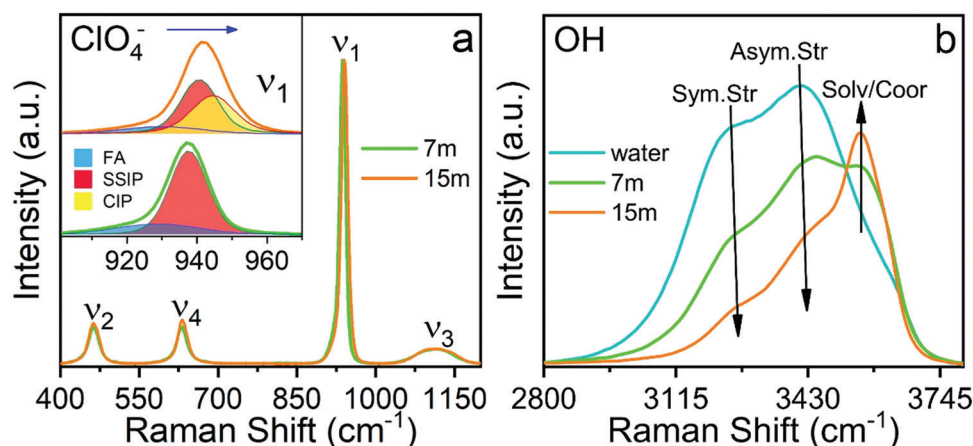 ClO₄⁻
ν₁
a
ν₁
FA
SSIP
CIP
920 940 960
7m
15m
ν₂
ν₄
ν₃
Intensity (a.u.)
400 550 700 850 1000 1150
Raman Shift (cm⁻¹)
OH
b
Asym.Str
Sym.Str
Solv/Coor
water
7m
15m
Intensity (a.u.)
2800 3115 3430 3745
Raman Shift (cm⁻¹)